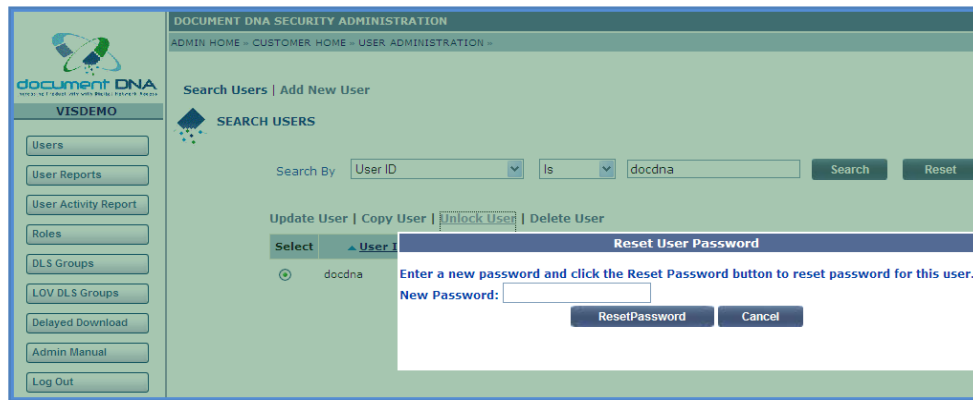 DOCUMENT DNA SECURITY ADMINISTRATION
ADMIN HOME » CUSTOMER HOME » USER ADMINISTRATION »
document DNA
VISDEMO
Users
User Reports
User Activity Report
Roles
DLS Groups
LOV DLS Groups
Delayed Download
Admin Manual
Log Out
Search Users | Add New User
SEARCH USERS
Search By User ID Is docdna Search Reset
Update User | Copy User | Unlock User | Delete User
Select User I
docdna
Reset User Password
Enter a new password and click the Reset Password button to reset password for this user.
New Password:
ResetPassword Cancel